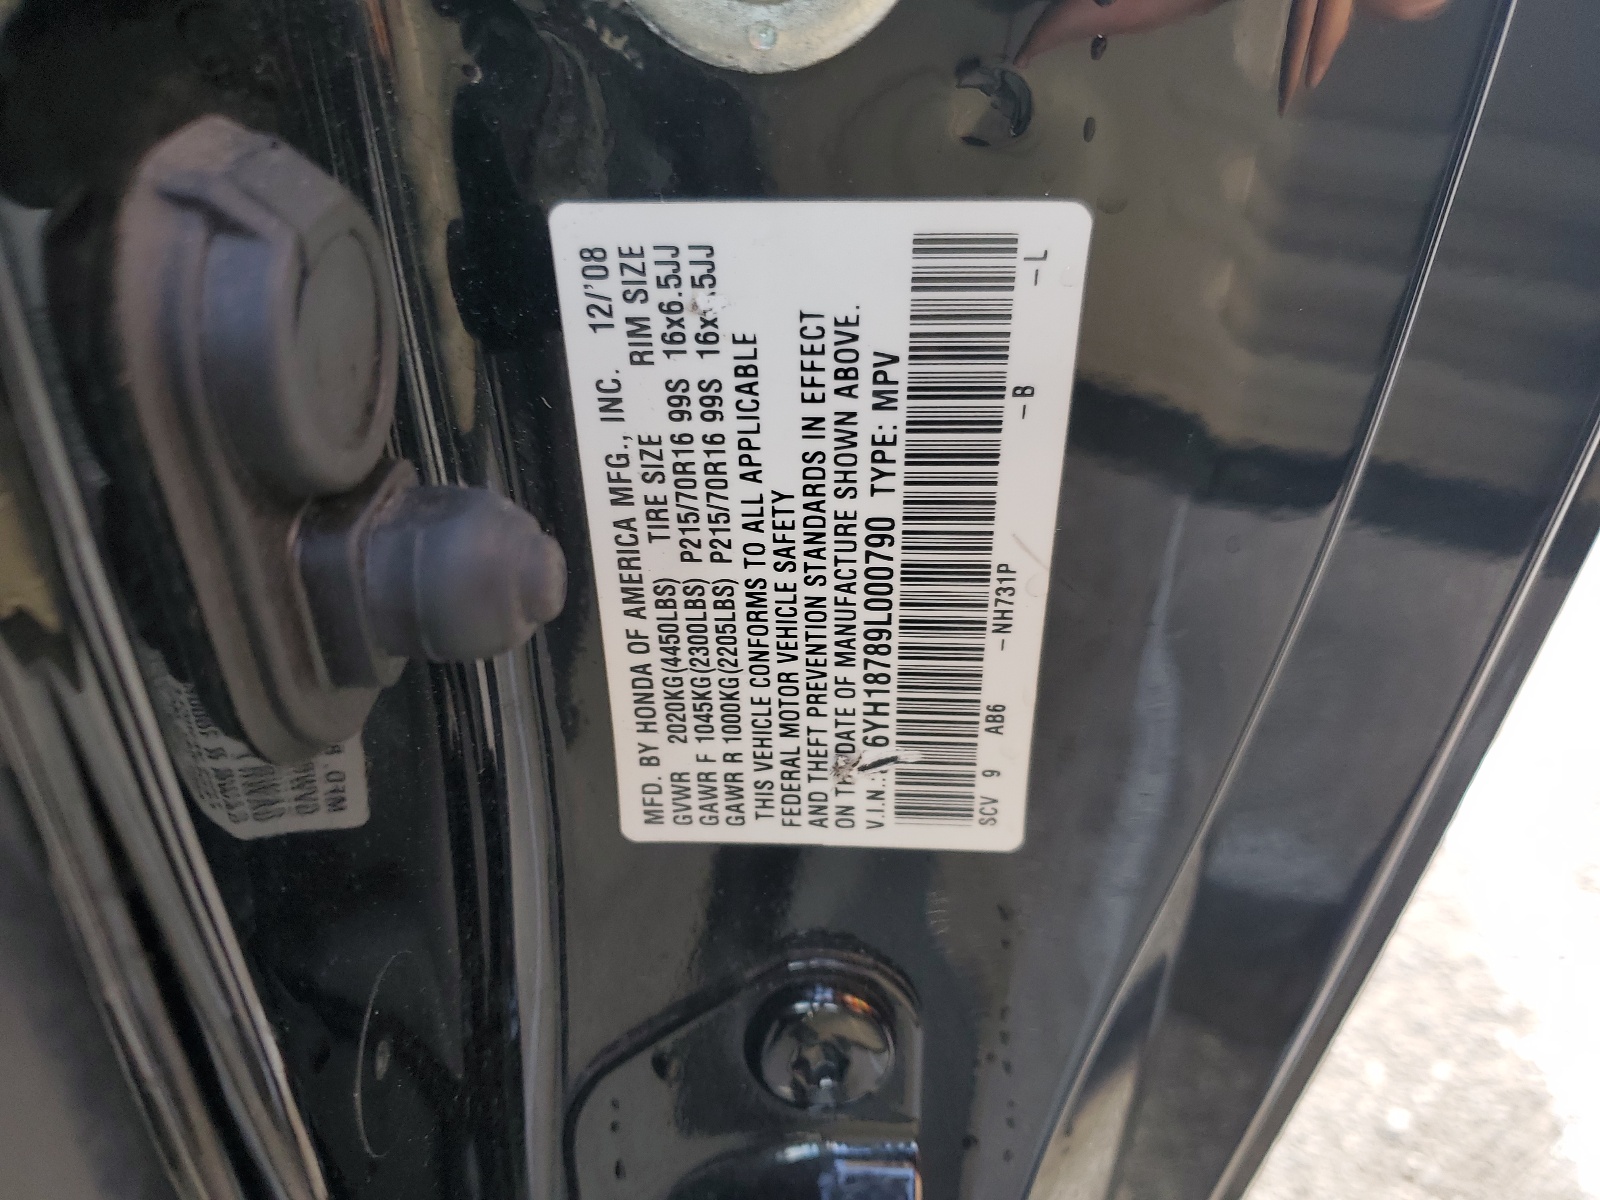 MFD. BY HONDA OF AMERICA MFG., INC. 12/'08
GVWR 2020KG(4450LBS) TIRE SIZE RIM SIZE
GAWR F 1045KG(2300LBS) P215/70R16 99S 16x6.5JJ
GAWR R 1000KG(2205LBS) P215/70R16 99S
THIS VEHICLE CONFORMS TO ALL APPLICABLE
FEDERAL MOTOR VEHICLE SAFETY
AND THEFT PREVENTION STANDARDS IN EFFECT
ON DATE OF MANUFACTURE SHOWN ABOVE.
V.I.N.: 6YH18789L000790 TYPE: MPV
SCV 9 AB6 -NH731P -B -L